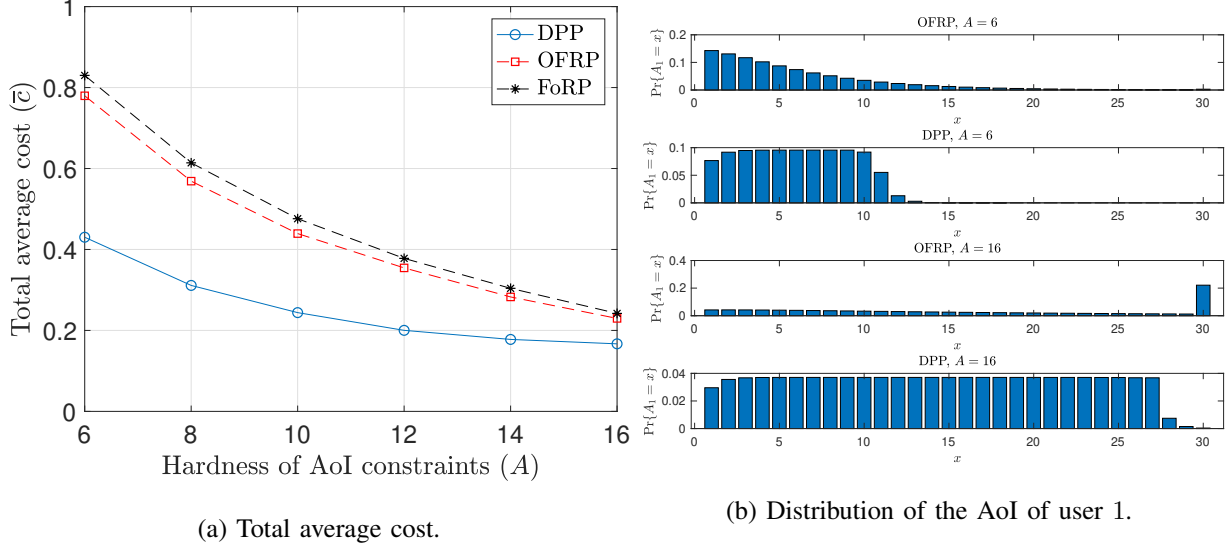 1
0.8
0.6
0.4
0.2
0
6
8
10
12
14
16
Total average cost (c̅)
Hardness of AoI constraints (A)
DPP
OFRP
FoRP
(a) Total average cost.
OFRP, A = 6
Pr{A₁ = x}
0.2
0.1
0
0 5 10 15 20 25 30
x
DPP, A = 6
Pr{A₁ = x}
0.1
0.05
0
0 5 10 15 20 25 30
x
OFRP, A = 16
Pr{A₁ = x}
0.4
0.2
0
0 5 10 15 20 25 30
x
DPP, A = 16
Pr{A₁ = x}
0.04
0.02
0
0 5 10 15 20 25 30
x
(b) Distribution of the AoI of user 1.